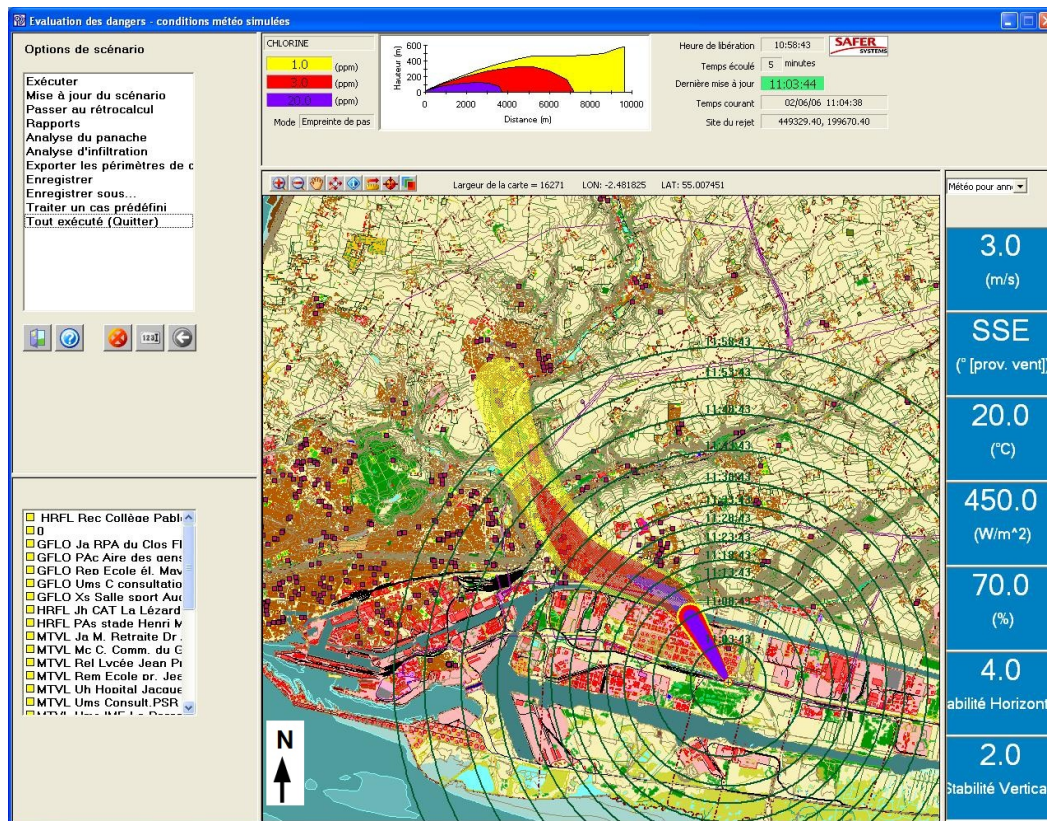 Evaluation des dangers - conditions météo simulées
Options de scénario
Exécuter
Mise à jour du scénario
Passer au rétrocalcul
Rapports
Analyse du panache
Analyse d'infiltration
Exporter les périmètres de c
Enregistrer
Enregistrer sous...
Traiter un cas prédéfini
Tout exécuté (Quitter)
CHLORINE
1.0 (ppm)
3.0 (ppm)
20.0 (ppm)
Mode Empreinte de pas
Hauteur (m)
600
400
200
0
0 2000 4000 6000 8000 10000
Distance (m)
Heure de libération 10:58:43
SAFER SYSTEMS
Temps écoulé 5 minutes
Dernière mise à jour 11:03:44
Temps courant 02/06/06 11:04:38
Site du rejet 449329.40, 199670.40
Largeur de la carte = 16271 LON: -2.481825 LAT: 55.007451
11:58:43
11:53:43
11:48:43
11:38:43
11:28:43
11:23:43
11:18:43
11:13:43
11:08:43
11:03:43
N
Météo pour ann
3.0
(m/s)
SSE
(° [prov. vent])
20.0
(°C)
450.0
(W/m^2)
70.0
(%)
4.0
abilité Horizont
2.0
Stabilité Vertica
HRFL Rec Collège Pabl
0
GFLO Ja RPA du Clos Fl
GFLO PAc Aire des gens
GFLO Rep Ecole él. May
GFLO Ums C consultatio
GFLO Xs Salle sport Aug
HRFL Jh CAT La Lézard
HRFL PAs stade Henri M
MTVL Ja M. Retraite Dr
MTVL Mc C. Comm. du G
MTVL Rel Lycée Jean Pr
MTVL Rem Ecole pr. Jee
MTVL Uh Hopital Jacque
MTVL Ums Consult.PSR